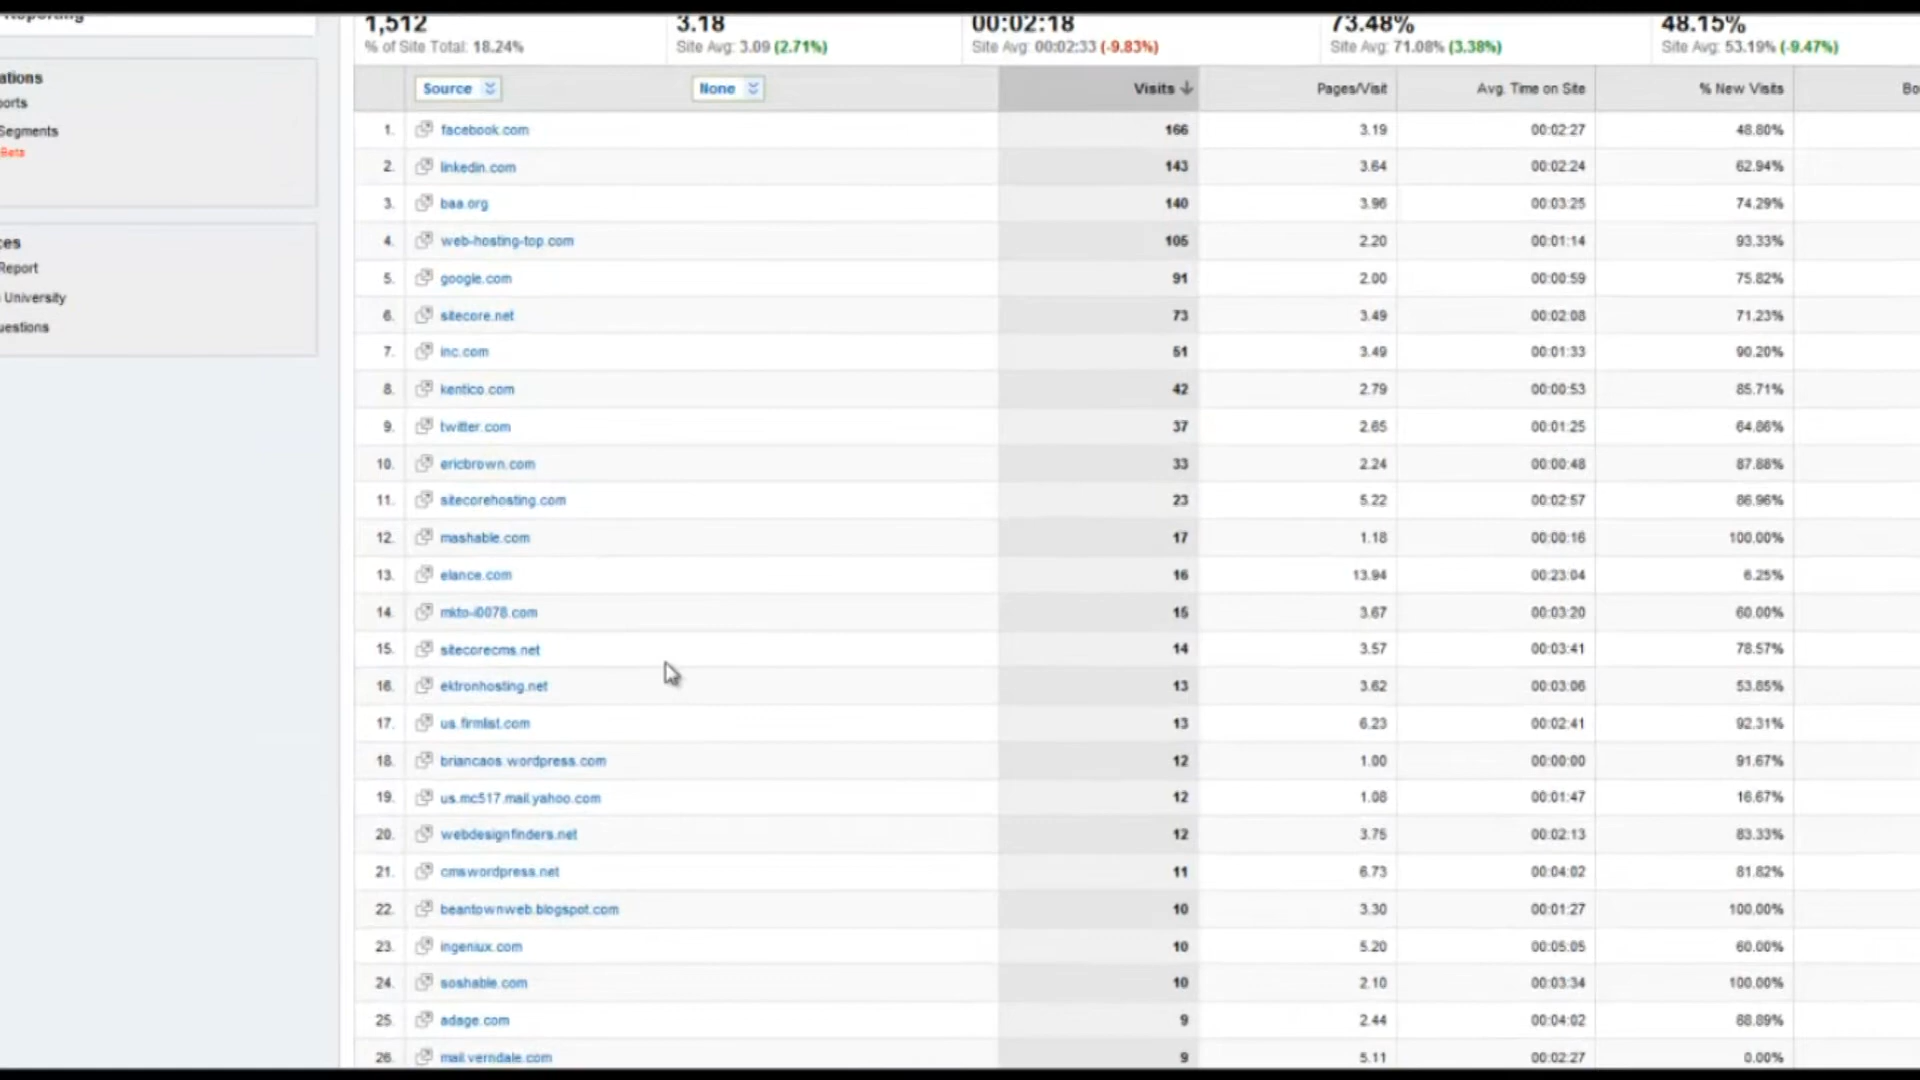 Reporting
1,512 3.18 00:02:18 73.48% 48.15%
% of Site Total: 18.24% Site Avg: 3.09 (2.71%) Site Avg: 00:02:33 (-9.83%) Site Avg: 71.08% (3.38%) Site Avg: 53.19% (-9.47%)
ations
orts
Segments
Beta
ces
Report
University
uestions
Source None Visits Pages/Visit Avg. Time on Site % New Visits Bo
1. facebook.com 166 3.19 00:02:27 48.80%
2. linkedin.com 143 3.64 00:02:24 62.94%
3. baa.org 140 3.96 00:03:25 74.29%
4. web-hosting-top.com 105 2.20 00:01:14 93.33%
5. google.com 91 2.00 00:00:59 75.82%
6. sitecore.net 73 3.49 00:02:08 71.23%
7. inc.com 51 3.49 00:01:33 90.20%
8. kentico.com 42 2.79 00:00:53 85.71%
9. twitter.com 37 2.65 00:01:25 64.86%
10. ericbrown.com 33 2.24 00:00:48 87.88%
11. sitecorehosting.com 23 5.22 00:02:57 86.96%
12. mashable.com 17 1.18 00:00:16 100.00%
13. elance.com 16 13.94 00:23:04 6.25%
14. mkto-i0078.com 15 3.67 00:03:20 60.00%
15. sitecorecms.net 14 3.57 00:03:41 78.57%
16. ektronhosting.net 13 3.62 00:03:06 53.85%
17. us.firmlist.com 13 6.23 00:02:41 92.31%
18. briancaos.wordpress.com 12 1.00 00:00:00 91.67%
19. us.mc517.mail.yahoo.com 12 1.08 00:01:47 16.67%
20. webdesignfinders.net 12 3.75 00:02:13 83.33%
21. cmswordpress.net 11 6.73 00:04:02 81.82%
22. beantownweb.blogspot.com 10 3.30 00:01:27 100.00%
23. ingeniux.com 10 5.20 00:05:05 60.00%
24. soshable.com 10 2.10 00:03:34 100.00%
25. adage.com 9 2.44 00:04:02 88.89%
26. mail.verndale.com 9 5.11 00:02:27 0.00%